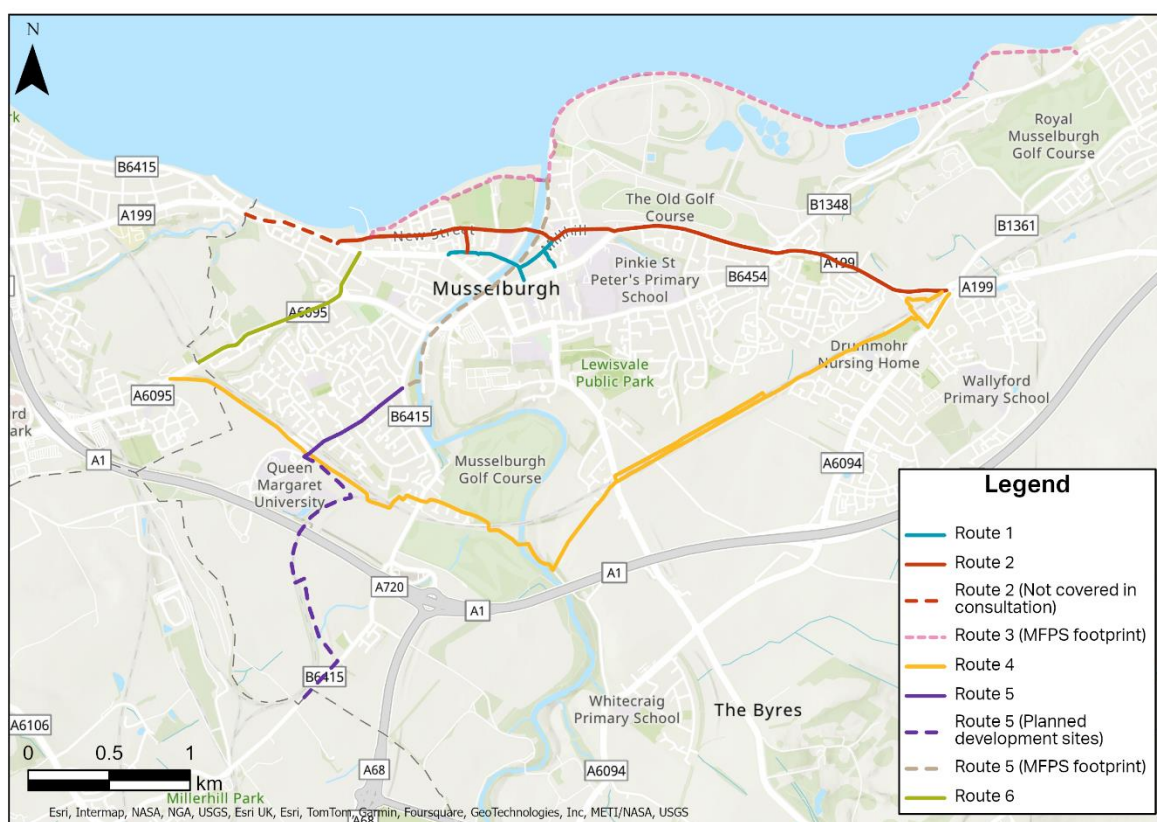 N
Park
B6415
A199
New Street
Millhill
The Old Golf
Course
B1348
Royal
Musselburgh
Golf Course
B1361
Musselburgh
Pinkie St
Peter's Primary
School
B6454
A199
A199
A6095
Drummohr
Nursing Home
Lewisvale
Public Park
Wallyford
Primary School
A6095
B6415
ark
A1
Queen
Margaret
University
Musselburgh
Golf Course
A6094
A720
A1
A1
B6415
Whitecraig
Primary School
The Byres
A6106
A6094
A68
A68
Millerhill Park
0 0.5 1
km
Legend
Route 1
Route 2
Route 2 (Not covered in
consultation)
Route 3 (MFPS footprint)
Route 4
Route 5
Route 5 (Planned
development sites)
Route 5 (MFPS footprint)
Route 6
Esri, Intermap, NASA, NGA, USGS, Esri UK, Esri, TomTom, Garmin, Foursquare, GeoTechnologies, Inc, METI/NASA, USGS